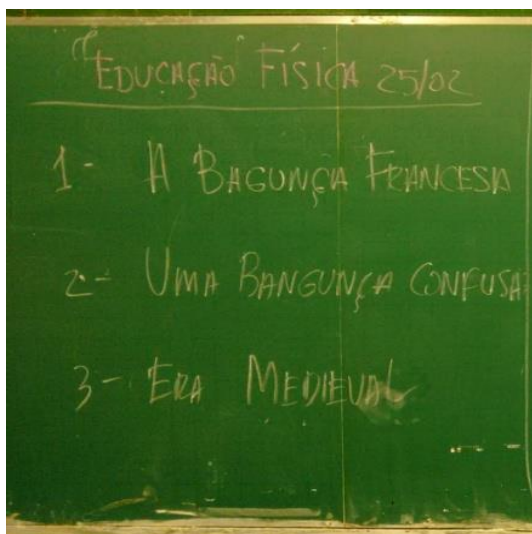 EDUCAÇÃO FÍSICA 25/02
1- A BAGUNÇA FRANCESA
2- UMA BANGUNÇA CONFUSA
3- ERA MEDIEVAL